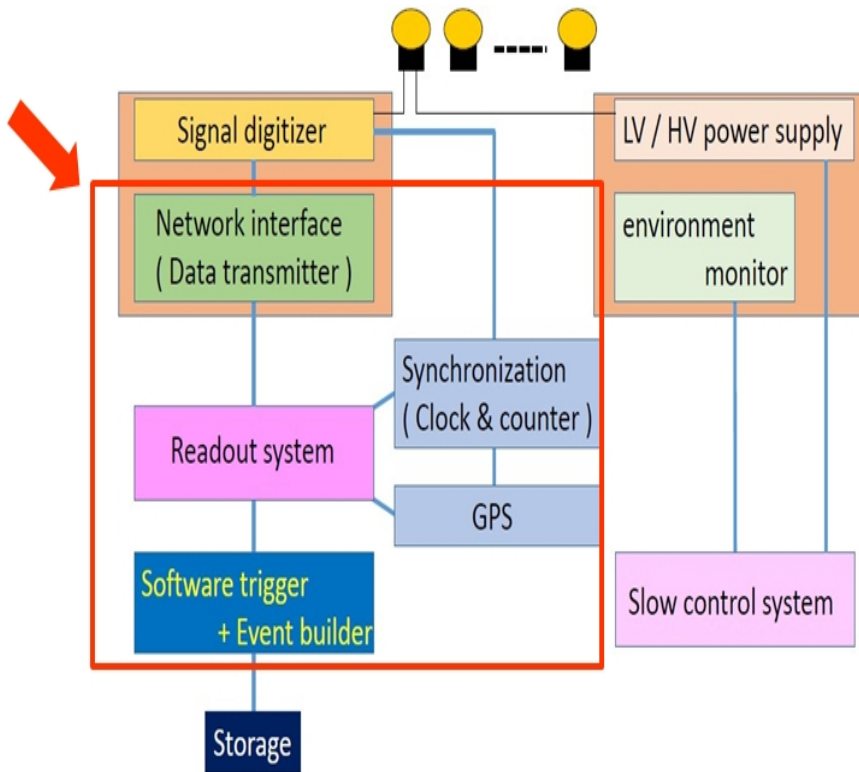 Signal digitizer
LV / HV power supply
Network interface
( Data transmitter )
environment
monitor
Synchronization
( Clock & counter )
Readout system
GPS
Software trigger
+ Event builder
Slow control system
Storage